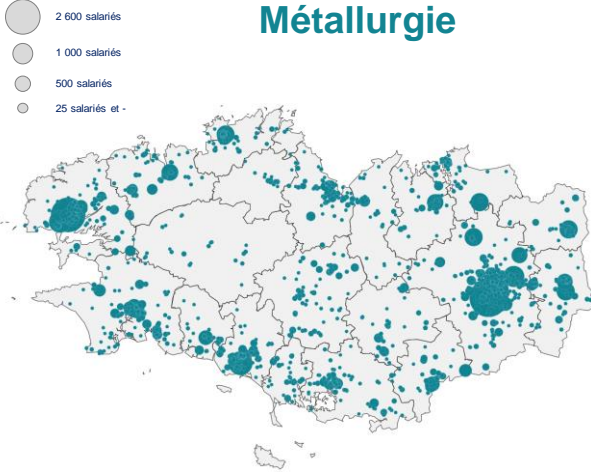 Métallurgie
2 600 salariés
1 000 salariés
500 salariés
25 salariés et -